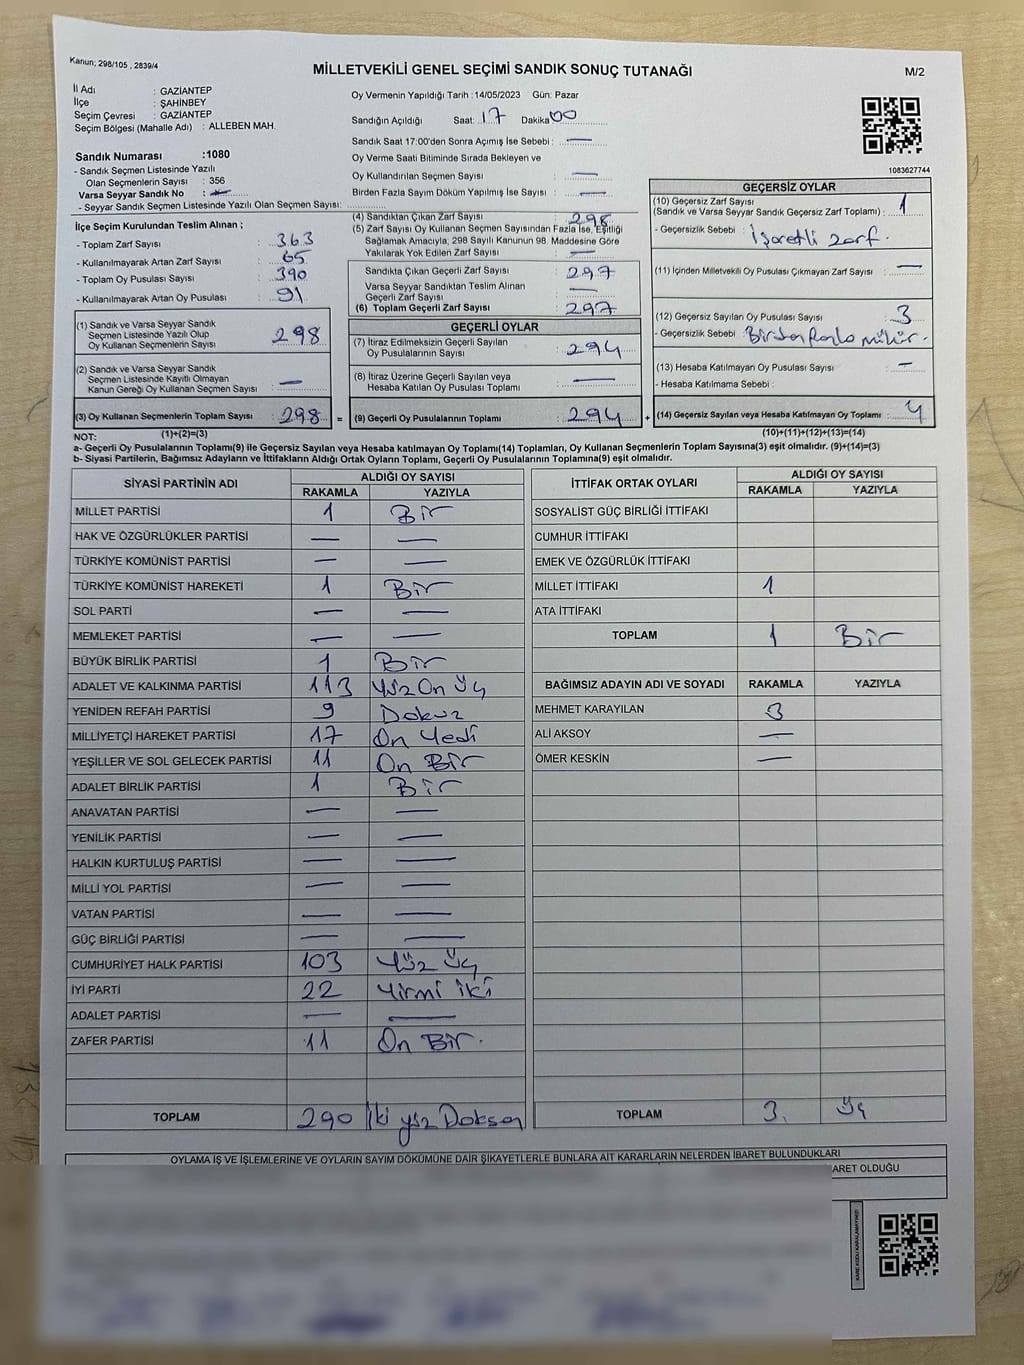 Kanun; 298/105 , 2839/4
MİLLETVEKİLİ GENEL SEÇİMİ SANDIK SONUÇ TUTANAĞI
M/2
İl Adı : GAZİANTEP
İlçe : ŞAHİNBEY
Seçim Çevresi : GAZİANTEP
Seçim Bölgesi (Mahalle Adı) : ALLEBEN MAH.
Sandık Numarası :1080
- Sandık Seçmen Listesinde Yazılı
Olan Seçmenlerin Sayısı : 356
Varsa Seyyar Sandık No : —
- Seyyar Sandık Seçmen Listesinde Yazılı Olan Seçmen Sayısı:
Oy Vermenin Yapıldığı Tarih :14/05/2023 Gün: Pazar
Sandığın Açıldığı Saat: 17 Dakika 00
Sandık Saat 17:00'den Sonra Açımış İse Sebebi : —
Oy Verme Saati Bitiminde Sırada Bekleyen ve
Oy Kullandırılan Seçmen Sayısı : —
Birden Fazla Sayım Döküm Yapılmış İse Sayısı : —
1083627744
İlçe Seçim Kurulundan Teslim Alınan ;
- Toplam Zarf Sayısı : 363
- Kullanılmayarak Artan Zarf Sayısı : 65
- Toplam Oy Pusulası Sayısı : 390
- Kullanılmayarak Artan Oy Pusulası : 91
(4) Sandıktan Çıkan Zarf Sayısı : 298
(5) Zarf Sayısı Oy Kullanan Seçmen Sayısından Fazla İse, Eşitliği
Sağlamak Amacıyla, 298 Sayılı Kanunun 98. Maddesine Göre
Yakılarak Yok Edilen Zarf Sayısı : —
Sandıkta Çıkan Geçerli Zarf Sayısı : 297
Varsa Seyyar Sandıktan Teslim Alınan
Geçerli Zarf Sayısı : —
(6) Toplam Geçerli Zarf Sayısı : 297
GEÇERSİZ OYLAR
(10) Geçersiz Zarf Sayısı
(Sandık ve Varsa Seyyar Sandık Geçersiz Zarf Toplamı) : 1
- Geçersizlik Sebebi : İşaretli zarf.
(11) İçinden Milletvekili Oy Pusulası Çıkmayan Zarf Sayısı : —
(12) Geçersiz Sayılan Oy Pusulası Sayısı : 3
- Geçersizlik Sebebi : Birden fazla mühür.
(13) Hesaba Katılmayan Oy Pusulası Sayısı : —
- Hesaba Katılmama Sebebi :
(1) Sandık ve Varsa Seyyar Sandık
Seçmen Listesinde Yazılı Olup
Oy Kullanan Seçmenlerin Sayısı : 298
(2) Sandık ve Varsa Seyyar Sandık
Seçmen Listesinde Kayıtlı Olmayan
Kanun Gereği Oy Kullanan Seçmen Sayısı : —
GEÇERLİ OYLAR
(7) İtiraz Edilmeksizin Geçerli Sayılan
Oy Pusulalarının Sayısı : 294
(8) İtiraz Üzerine Geçerli Sayılan veya
Hesaba Katılan Oy Pusulası Toplamı : —
(3) Oy Kullanan Seçmenlerin Toplam Sayısı : 298 = (9) Geçerli Oy Pusulalarının Toplamı : 294 + (14) Geçersiz Sayılan veya Hesaba Katılmayan Oy Toplamı : 4
(1)+(2)=(3)
(10)+(11)+(12)+(13)=(14)
NOT:
a- Geçerli Oy Pusulalarının Toplamı(9) ile Geçersiz Sayılan veya Hesaba katılmayan Oy Toplamı(14) Toplamları, Oy Kullanan Seçmenlerin Toplam Sayısına(3) eşit olmalıdır. (9)+(14)=(3)
b- Siyasi Partilerin, Bağımsız Adayların ve İttifakların Aldığı Ortak Oyların Toplamı, Geçerli Oy Pusulalarının Toplamına(9) eşit olmalıdır.
SİYASİ PARTİNİN ADI ALDIĞI OY SAYISI
RAKAMLA YAZIYLA
MİLLET PARTİSİ 1 Bir
HAK VE ÖZGÜRLÜKLER PARTİSİ — —
TÜRKİYE KOMÜNİST PARTİSİ — —
TÜRKİYE KOMÜNİST HAREKETİ 1 Bir
SOL PARTİ — —
MEMLEKET PARTİSİ — —
BÜYÜK BİRLİK PARTİSİ 1 Bir
ADALET VE KALKINMA PARTİSİ 113 Yüz On Üç
YENİDEN REFAH PARTİSİ 9 Dokuz
MİLLİYETÇİ HAREKET PARTİSİ 17 On Yedi
YEŞİLLER VE SOL GELECEK PARTİSİ 11 On Bir
ADALET BİRLİK PARTİSİ 1 Bir
ANAVATAN PARTİSİ — —
YENİLİK PARTİSİ — —
HALKIN KURTULUŞ PARTİSİ — —
MİLLİ YOL PARTİSİ — —
VATAN PARTİSİ — —
GÜÇ BİRLİĞİ PARTİSİ — —
CUMHURİYET HALK PARTİSİ 103 Yüz Üç
İYİ PARTİ 22 Yirmi iki
ADALET PARTİSİ — —
ZAFER PARTİSİ 11 On Bir.
TOPLAM 290 İki yüz Doksan
İTTİFAK ORTAK OYLARI ALDIĞI OY SAYISI
RAKAMLA YAZIYLA
SOSYALİST GÜÇ BİRLİĞİ İTTİFAKI
CUMHUR İTTİFAKI
EMEK VE ÖZGÜRLÜK İTTİFAKI
MİLLET İTTİFAKI 1
ATA İTTİFAKI
TOPLAM 1 Bir
BAĞIMSIZ ADAYIN ADI VE SOYADI RAKAMLA YAZIYLA
MEHMET KARAYILAN 3
ALİ AKSOY —
ÖMER KESKİN —
TOPLAM 3. Üç
OYLAMA İŞ VE İŞLEMLERİNE VE OYLARIN SAYIM DÖKÜMÜNE DAİR ŞİKAYETLERLE BUNLARA AİT KARARLARIN NELERDEN İBARET BULUNDUKLARI
ARET OLDUĞU
KARE KODU KARALAMAYINIZ!